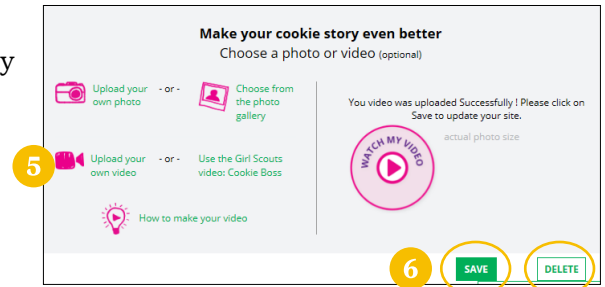 y
Make your cookie story even better
Choose a photo or video (optional)
Upload your
own photo
- or -
Choose from
the photo
gallery
5
Upload your
own video
- or -
Use the Girl Scouts
video: Cookie Boss
How to make your video
You video was uploaded Successfully ! Please click on
Save to update your site.
actual photo size
WATCH MY VIDEO
6
SAVE
DELETE